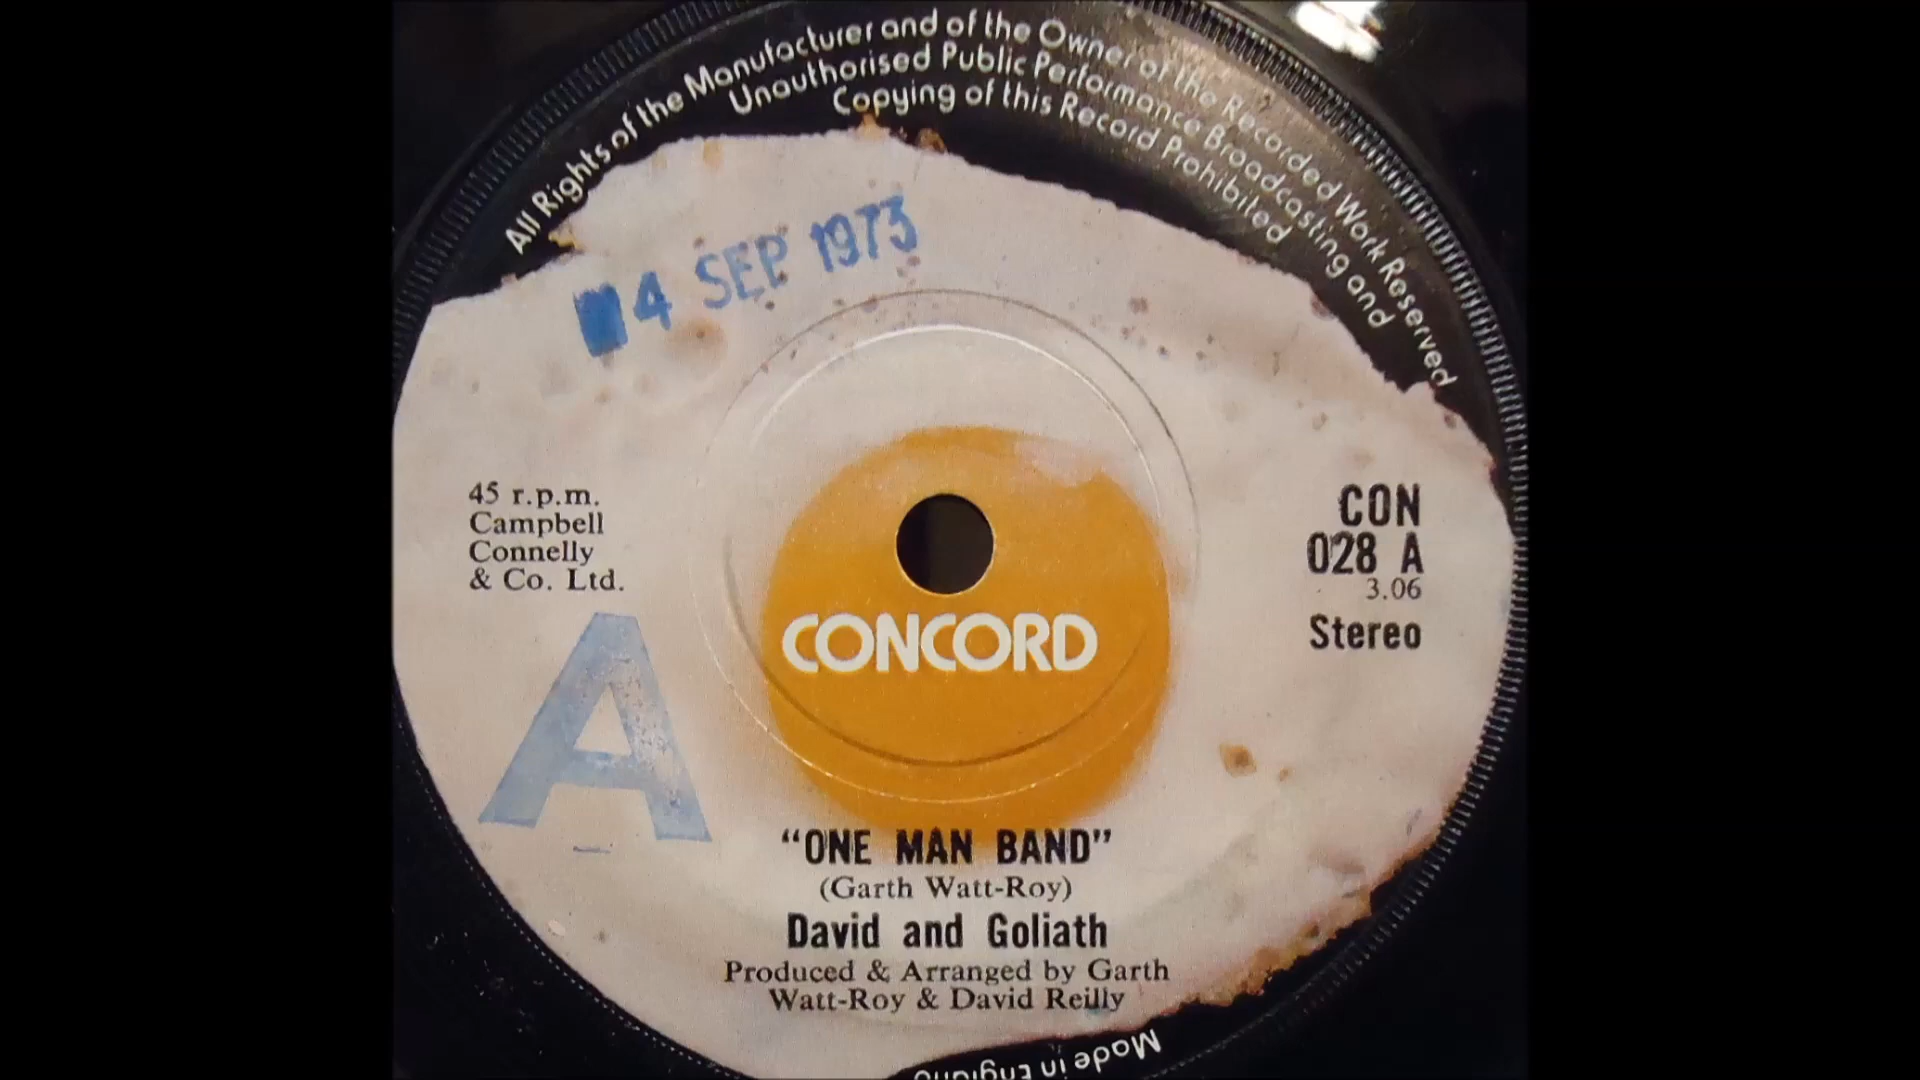 All Rights of the Manufacturer and of the Owner of the Recorded Work Reserved
Unauthorised Public Performance Broadcasting and
Copying of this Record Prohibited
4 SEP 1973
45 r.p.m.
Campbell
Connelly
& Co. Ltd.
CON
028 A
3.06
Stereo
A
CONCORD
“ONE MAN BAND”
(Garth Watt-Roy)
David and Goliath
Produced & Arranged by Garth
Watt-Roy & David Reilly
Made in England